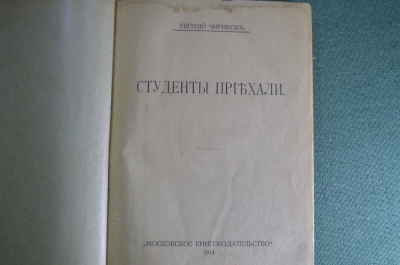 ЕВГЕНІЙ ЧИРИКОВЪ.
СТУДЕНТЫ ПРІѢХАЛИ.
„МОСКОВСКОЕ КНИГОИЗДАТЕЛЬСТВО"